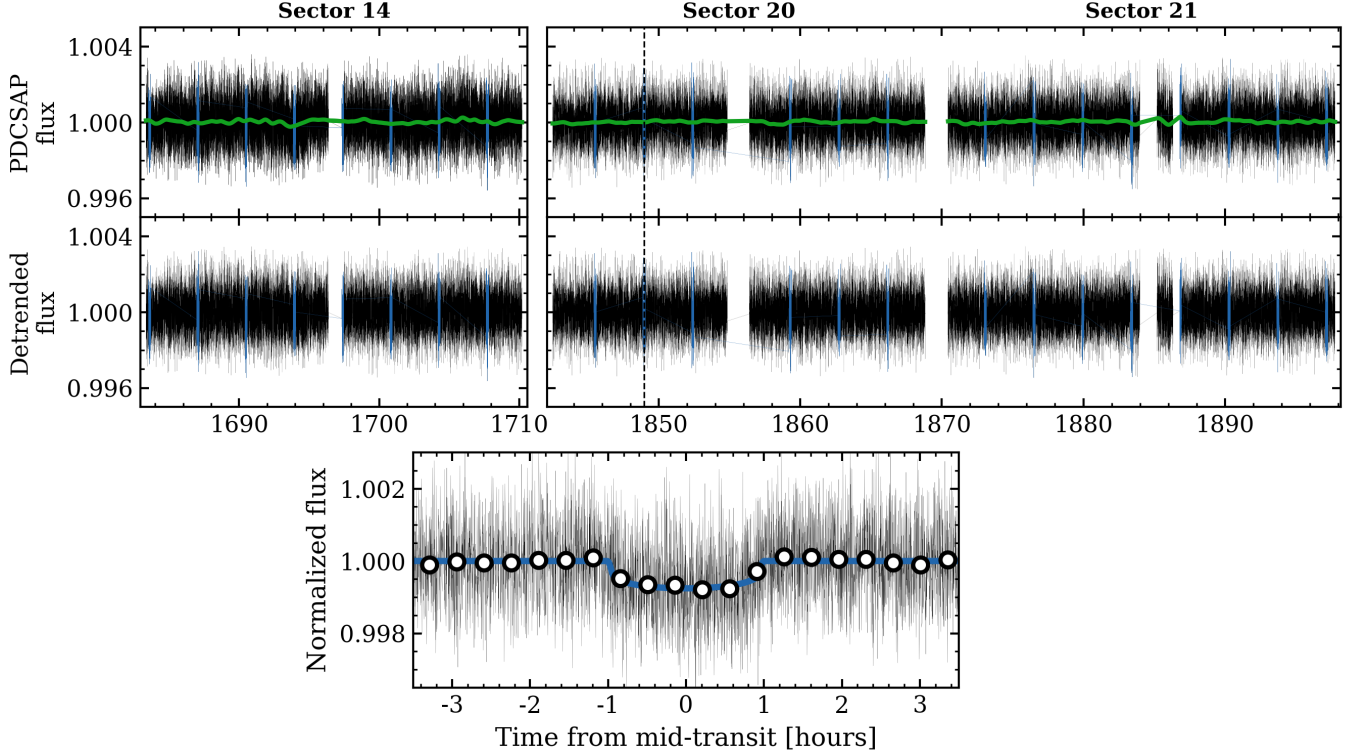 Sector 14 Sector 20 Sector 21
PDCSAP
flux
1.004
1.000
0.996
Detrended
flux
1.004
1.000
0.996
1690 1700 1710 1850 1860 1870 1880 1890
Normalized flux
1.002
1.000
0.998
-3 -2 -1 0 1 2 3
Time from mid-transit [hours]